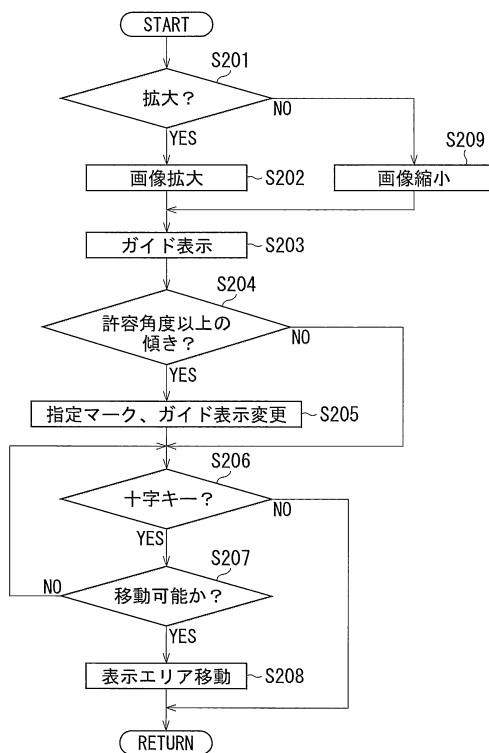 START
S201
拡大？
NO
YES
S209
画像拡大
S202
画像縮小
ガイド表示
S203
S204
許容角度以上の
傾き？
NO
YES
指定マーク、ガイド表示変更
S205
S206
十字キー？
NO
YES
S207
NO
移動可能か？
YES
表示エリア移動
S208
RETURN